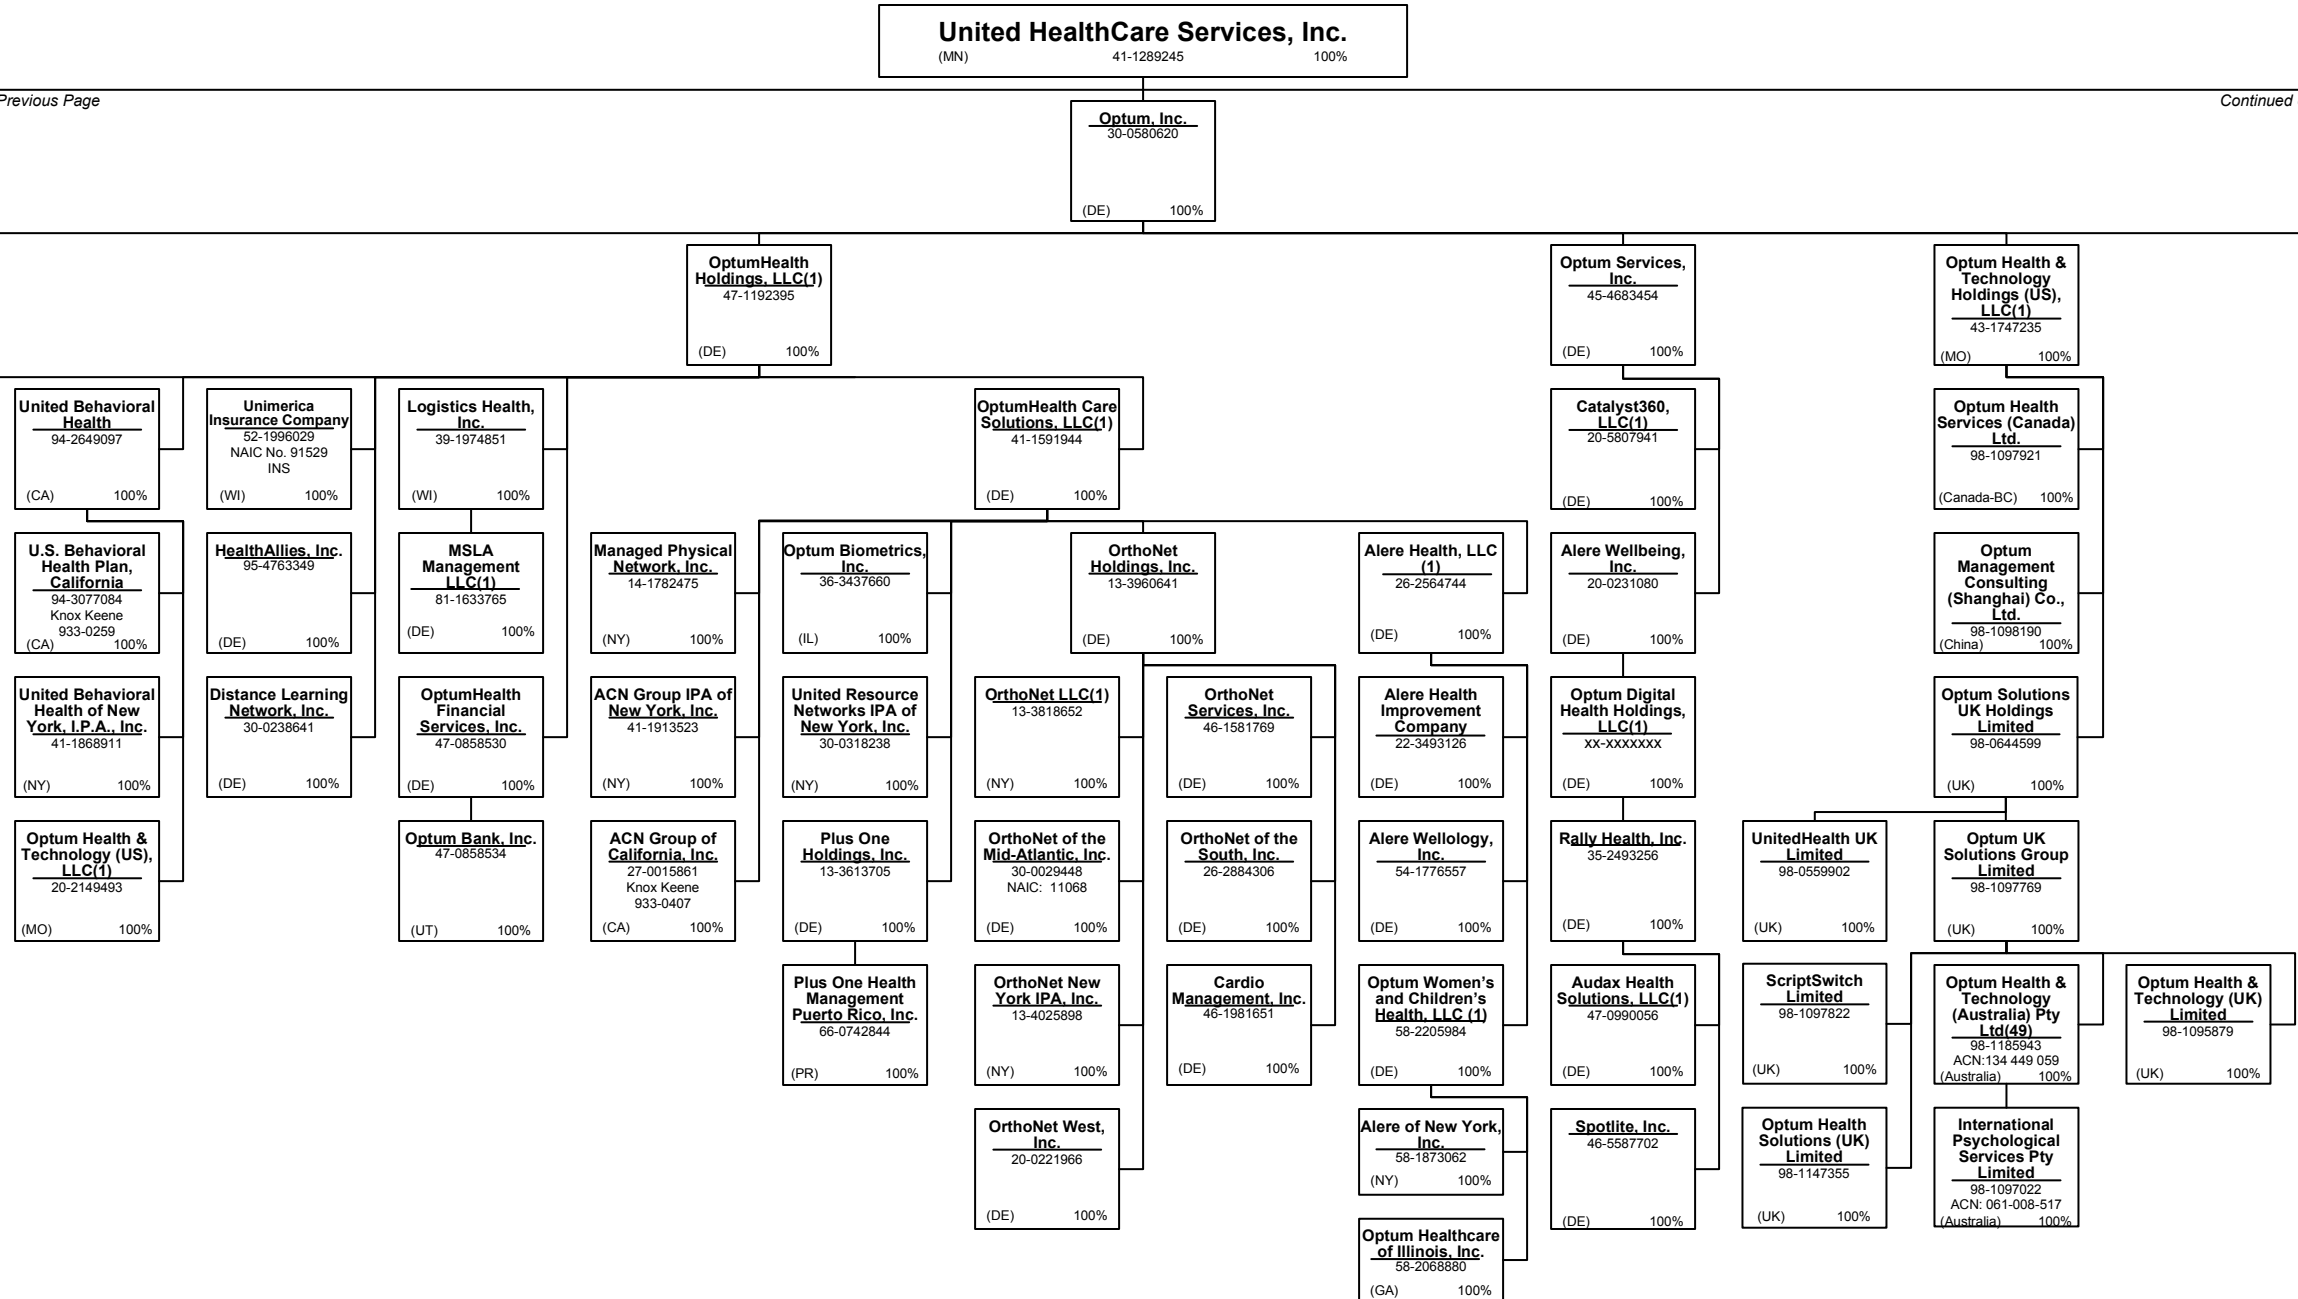 United HealthCare Services, Inc.
(MN) 41-1289245 100%
Previous Page
Continued
Optum, Inc.
30-0580620
(DE) 100%
OptumHealth
Holdings, LLC(1)
47-1192395
(DE) 100%
Optum Services,
Inc.
45-4683454
(DE) 100%
Optum Health &
Technology
Holdings (US),
LLC(1)
43-1747235
(MO) 100%
United Behavioral
Health
94-2649097
(CA) 100%
Unimerica
Insurance Company
52-1996029
NAIC No. 91529
INS
(WI) 100%
Logistics Health,
Inc.
39-1974851
(WI) 100%
OptumHealth Care
Solutions, LLC(1)
41-1591944
(DE) 100%
Catalyst360,
LLC(1)
20-5807941
(DE) 100%
Optum Health
Services (Canada)
Ltd.
98-1097921
(Canada-BC) 100%
U.S. Behavioral
Health Plan,
California
94-3077084
Knox Keene
933-0259
(CA) 100%
HealthAllies, Inc.
95-4763349
(DE) 100%
MSLA
Management
LLC(1)
81-1633765
(DE) 100%
Managed Physical
Network, Inc.
14-1782475
(NY) 100%
Optum Biometrics,
Inc.
36-3437660
(IL) 100%
OrthoNet
Holdings, Inc.
13-3960641
(DE) 100%
Alere Health, LLC
(1)
26-2564744
(DE) 100%
Alere Wellbeing,
Inc.
20-0231080
(DE) 100%
Optum
Management
Consulting
(Shanghai) Co.,
Ltd.
98-1098190
(China) 100%
United Behavioral
Health of New
York, I.P.A., Inc.
41-1868911
(NY) 100%
Distance Learning
Network, Inc.
30-0238641
(DE) 100%
OptumHealth
Financial
Services, Inc.
47-0858530
(DE) 100%
ACN Group IPA of
New York, Inc.
41-1913523
(NY) 100%
United Resource
Networks IPA of
New York, Inc.
30-0318238
(NY) 100%
OrthoNet LLC(1)
13-3818652
(NY) 100%
OrthoNet
Services, Inc.
46-1581769
(DE) 100%
Alere Health
Improvement
Company
22-3493126
(DE) 100%
Optum Digital
Health Holdings,
LLC(1)
xx-xxxxxxx
(DE) 100%
Optum Solutions
UK Holdings
Limited
98-0644599
(UK) 100%
Optum Health &
Technology (US),
LLC(1)
20-2149493
(MO) 100%
Optum Bank, Inc.
47-0858534
(UT) 100%
ACN Group of
California, Inc.
27-0015861
Knox Keene
933-0407
(CA) 100%
Plus One
Holdings, Inc.
13-3613705
(DE) 100%
OrthoNet of the
Mid-Atlantic, Inc.
30-0029448
NAIC: 11068
(DE) 100%
OrthoNet of the
South, Inc.
26-2884306
(DE) 100%
Alere Wellology,
Inc.
54-1776557
(DE) 100%
Rally Health, Inc.
35-2493256
(DE) 100%
UnitedHealth UK
Limited
98-0559902
(UK) 100%
Optum UK
Solutions Group
Limited
98-1097769
(UK) 100%
Plus One Health
Management
Puerto Rico, Inc.
66-0742844
(PR) 100%
OrthoNet New
York IPA, Inc.
13-4025898
(NY) 100%
Cardio
Management, Inc.
46-1981651
(DE) 100%
Optum Women's
and Children's
Health, LLC (1)
58-2205984
(DE) 100%
Audax Health
Solutions, LLC(1)
47-0990056
(DE) 100%
ScriptSwitch
Limited
98-1097822
(UK) 100%
Optum Health &
Technology
(Australia) Pty
Ltd(49)
98-1185943
ACN:134 449 059
(Australia) 100%
Optum Health &
Technology (UK)
Limited
98-1095879
(UK) 100%
OrthoNet West,
Inc.
20-0221966
(DE) 100%
Alere of New York,
Inc.
58-1873062
(NY) 100%
Spotlite, Inc.
46-5587702
(DE) 100%
Optum Health
Solutions (UK)
Limited
98-1147355
(UK) 100%
International
Psychological
Services Pty
Limited
98-1097022
ACN: 061-008-517
(Australia) 100%
Optum Healthcare
of Illinois, Inc.
58-2068880
(GA) 100%